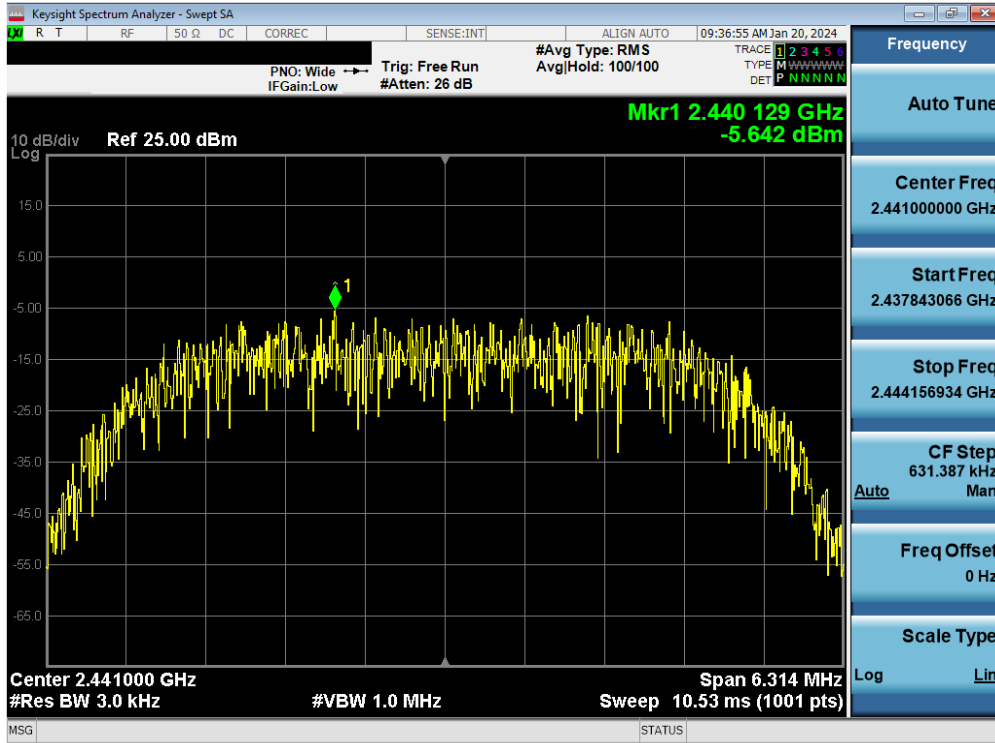 Keysight Spectrum Analyzer - Swept SA
LXI R T RF 50 Ω DC CORREC SENSE:INT ALIGN AUTO 09:36:55 AM Jan 20, 2024
PNO: Wide
IFGain:Low
Trig: Free Run
#Atten: 26 dB
#Avg Type: RMS
Avg|Hold: 100/100
TRACE 1 2 3 4 5 6
TYPE M WWWWW
DET P N N N N N
Mkr1 2.440 129 GHz
-5.642 dBm
10 dB/div Ref 25.00 dBm
Log
15.0
5.00
1
-5.00
-15.0
-25.0
-35.0
-45.0
-55.0
-65.0
Center 2.441000 GHz Span 6.314 MHz
#Res BW 3.0 kHz #VBW 1.0 MHz Sweep 10.53 ms (1001 pts)
MSG STATUS
Frequency
Auto Tune
Center Freq
2.441000000 GHz
Start Freq
2.437843066 GHz
Stop Freq
2.444156934 GHz
CF Step
631.387 kHz
Auto Man
Freq Offset
0 Hz
Scale Type
Log Lin